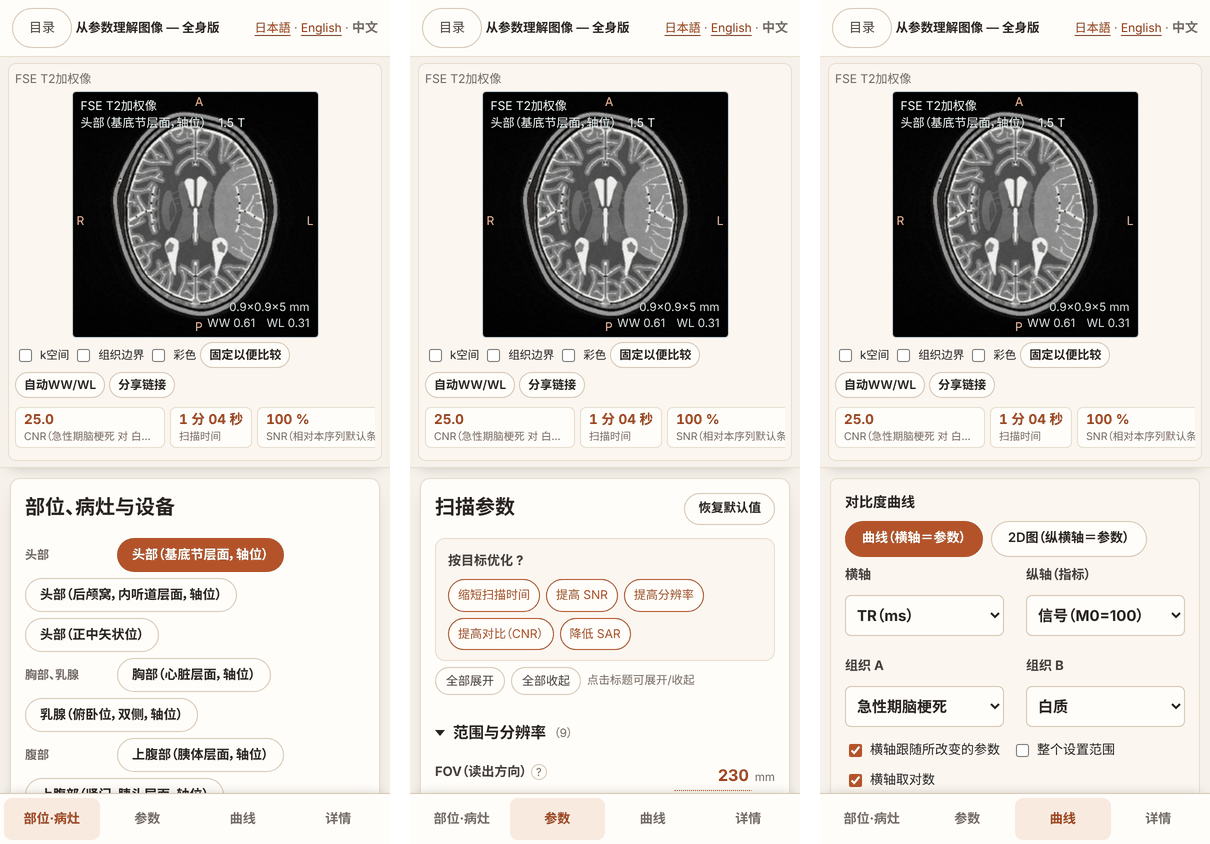 目录
从参数理解图像 — 全身版
日本語 · English · 中文
FSE T2加权像
FSE T2加权像
A
头部（基底节层面，轴位） 1.5 T
R
L
0.9×0.9×5 mm
P
WW 0.61 WL 0.31
k空间
组织边界
彩色
固定以便比较
自动WW/WL
分享链接
25.0
CNR（急性期脑梗死 对 白...
1 分 04 秒
扫描时间
100 %
SNR（相对本序列默认条
部位、病灶与设备
头部
头部（基底节层面，轴位）
头部（后颅窝，内听道层面，轴位）
头部（正中矢状位）
胸部、乳腺
胸部（心脏层面，轴位）
乳腺（俯卧位，双侧，轴位）
腹部
上腹部（胰体层面，轴位）
上腹部（肾门、胰头层面，轴位）
部位·病灶
参数
曲线
详情
目录
从参数理解图像 — 全身版
日本語 · English · 中文
FSE T2加权像
FSE T2加权像
A
头部（基底节层面，轴位） 1.5 T
R
L
0.9×0.9×5 mm
P
WW 0.61 WL 0.31
k空间
组织边界
彩色
固定以便比较
自动WW/WL
分享链接
25.0
CNR（急性期脑梗死 对 白...
1 分 04 秒
扫描时间
100 %
SNR（相对本序列默认条
扫描参数
恢复默认值
按目标优化 ?
缩短扫描时间
提高 SNR
提高分辨率
提高对比（CNR）
降低 SAR
全部展开
全部收起
点击标题可展开/收起
▼ 范围与分辨率 (9)
FOV（读出方向） ?
230 mm
部位·病灶
参数
曲线
详情
目录
从参数理解图像 — 全身版
日本語 · English · 中文
FSE T2加权像
FSE T2加权像
A
头部（基底节层面，轴位） 1.5 T
R
L
0.9×0.9×5 mm
P
WW 0.61 WL 0.31
k空间
组织边界
彩色
固定以便比较
自动WW/WL
分享链接
25.0
CNR（急性期脑梗死 对 白...
1 分 04 秒
扫描时间
100 %
SNR（相对本序列默认条
对比度曲线
曲线（横轴＝参数）
2D图（纵横轴＝参数）
横轴
纵轴（指标）
TR（ms）
信号（M0=100）
组织 A
组织 B
急性期脑梗死
白质
横轴跟随所改变的参数
整个设置范围
横轴取对数
部位·病灶
参数
曲线
详情